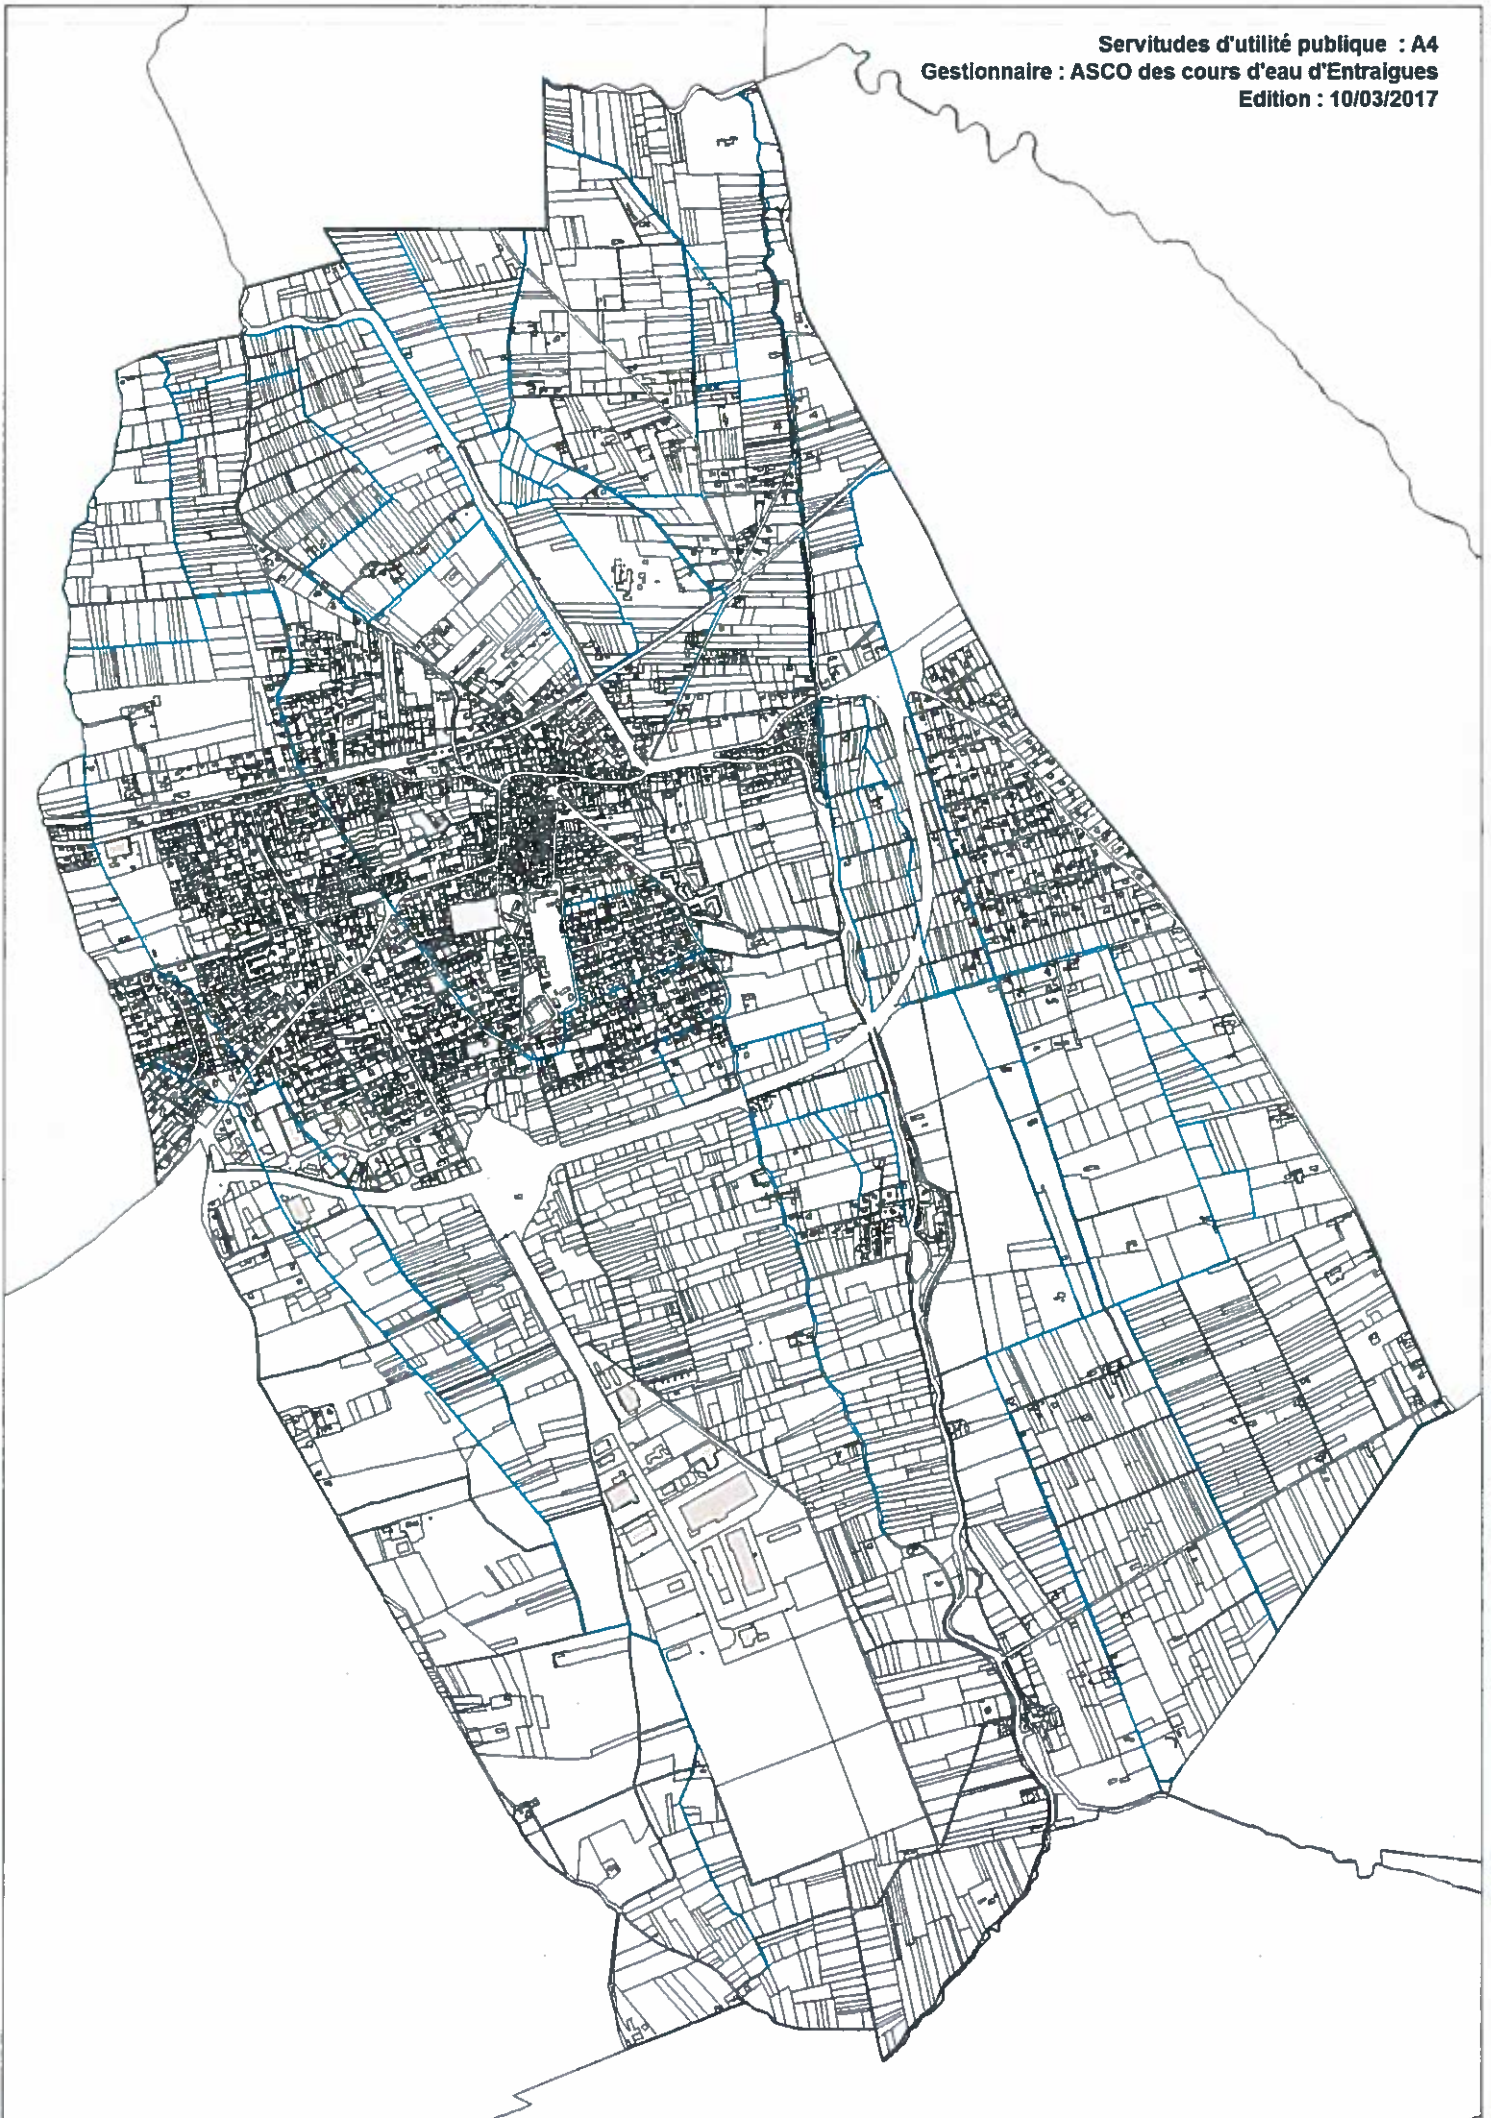 Servitudes d'utilité publique : A4
Gestionnaire : ASCO des cours d'eau d'Entraigues
Edition : 10/03/2017